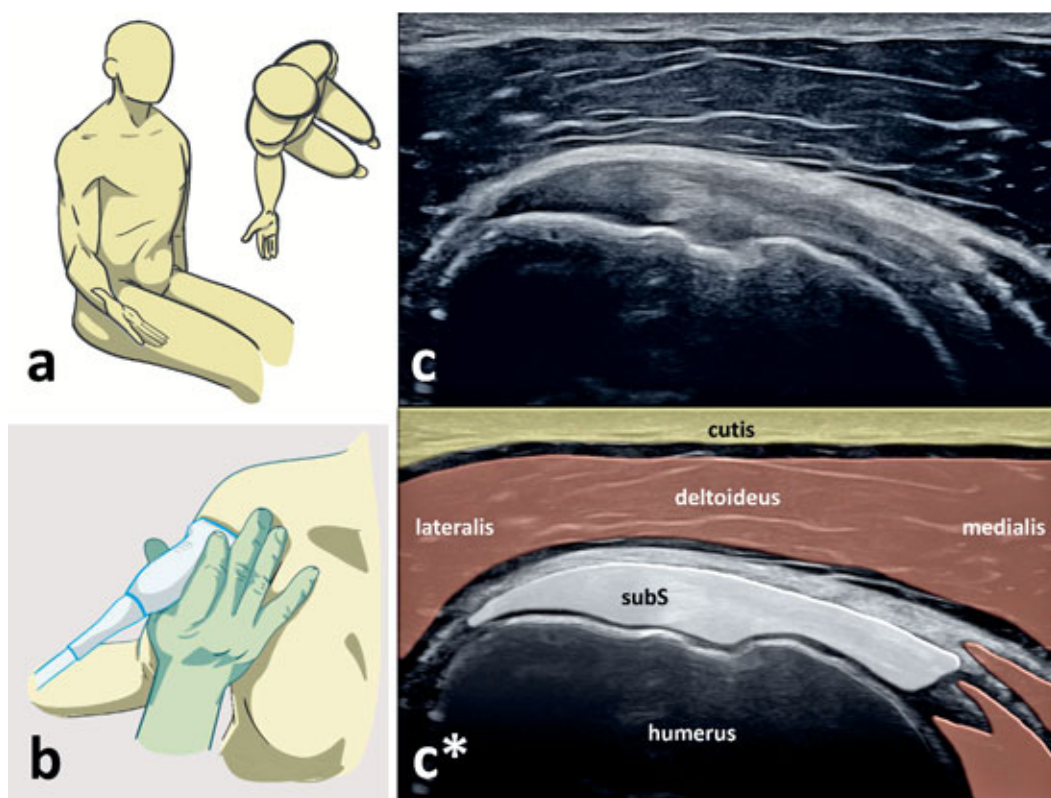 a
b
c
cutis
deltoideus
lateralis
medialis
subS
humerus
c*